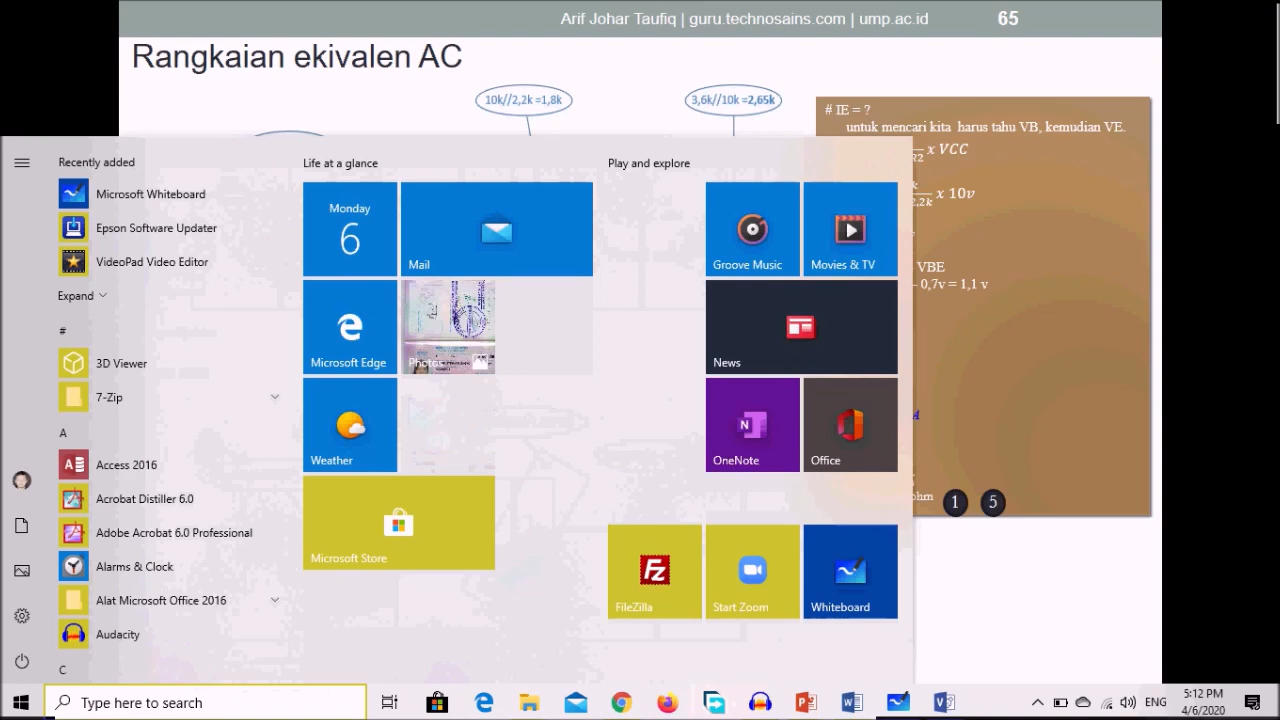 Arif Johar Taufiq | guru.technosains.com | ump.ac.id 65
Rangkaian ekivalen AC
10k//2,2k =1,8k
3,6k//10k =2,65k
# IE = ?
untuk mencari kita harus tahu VB, kemudian VE.
R2 x VCC
2,2k x 10v
VBE
- 0,7v = 1,1 v
A
ohm
1 5
Recently added
Microsoft Whiteboard
Epson Software Updater
VideoPad Video Editor
Expand
#
3D Viewer
7-Zip
A
Access 2016
Acrobat Distiller 6.0
Adobe Acrobat 6.0 Professional
Alarms & Clock
Alat Microsoft Office 2016
Audacity
C
Life at a glance
Monday
6
Mail
Microsoft Edge
Photos
Weather
Microsoft Store
Play and explore
Groove Music
Movies & TV
News
OneNote
Office
FileZilla
Start Zoom
Whiteboard
Type here to search
ENG
5:12 PM
4/6/2020